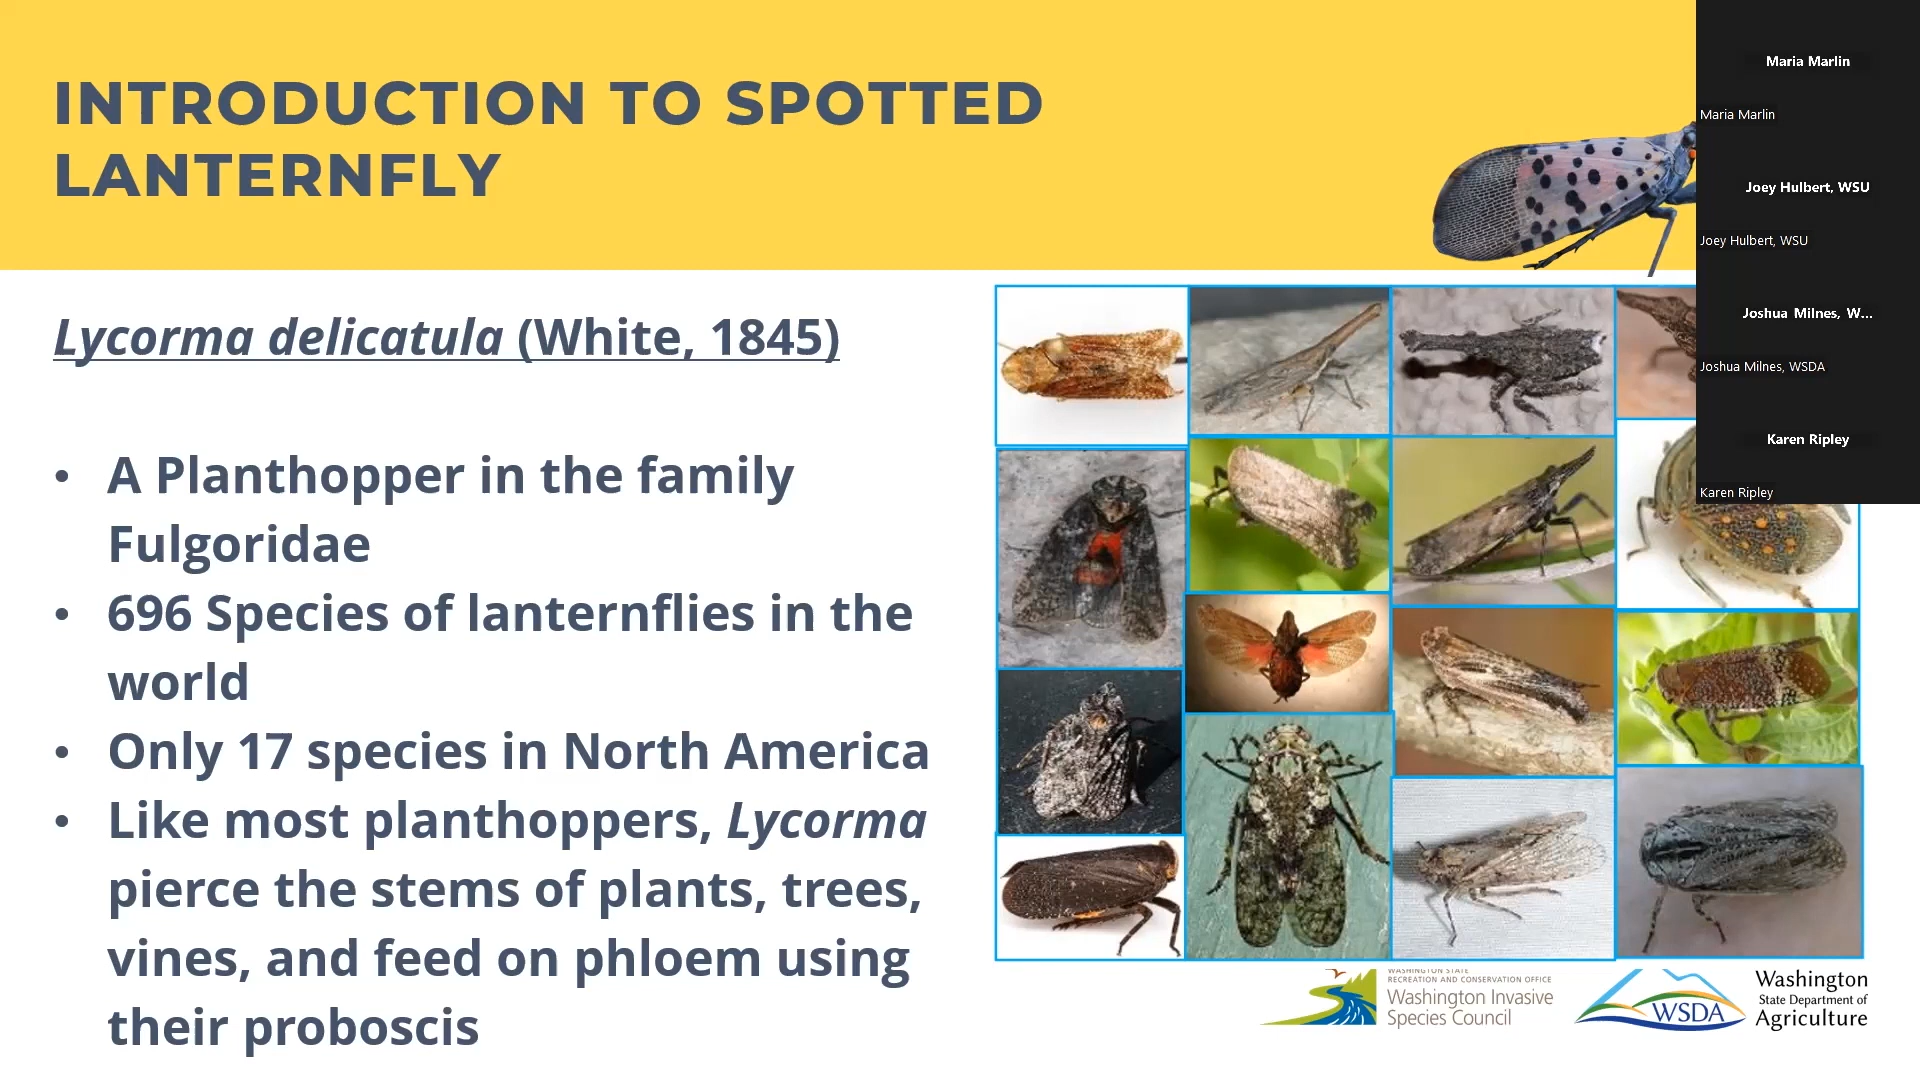 INTRODUCTION TO SPOTTED
LANTERNFLY
Lycorma delicatula (White, 1845)
• A Planthopper in the family
Fulgoridae
• 696 Species of lanternflies in the
world
• Only 17 species in North America
• Like most planthoppers, Lycorma
pierce the stems of plants, trees,
vines, and feed on phloem using
their proboscis
Maria Marlin
Maria Marlin
Joey Hulbert, WSU
Joey Hulbert, WSU
Joshua Milnes, W...
Joshua Milnes, WSDA
Karen Ripley
Karen Ripley
WASHINGTON STATE
RECREATION AND CONSERVATION OFFICE
Washington Invasive
Species Council
WSDA
Washington
State Department of
Agriculture